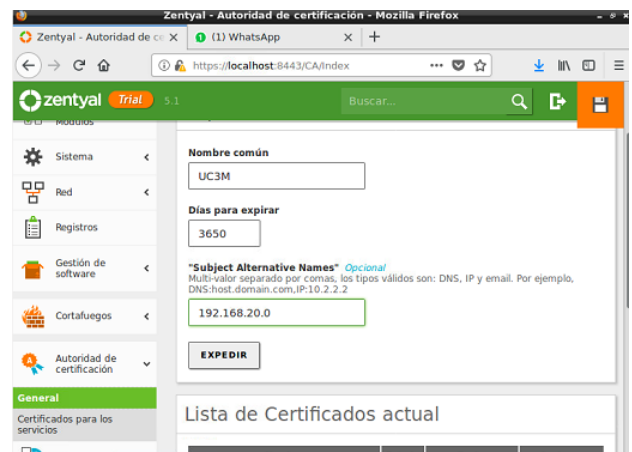 Zentyal - Autoridad de certificación - Mozilla Firefox
Zentyal - Autoridad de ce
(1) WhatsApp
https://localhost:8443/CA/Index
zentyal Trial 5.1
Buscar...
Módulos
Sistema
Red
Registros
Gestión de
software
Cortafuegos
Autoridad de
certificación
General
Certificados para los
servicios
Nombre común
UC3M
Días para expirar
3650
"Subject Alternative Names" Opcional
Multi-valor separado por comas, los tipos válidos son: DNS, IP y email. Por ejemplo,
DNS:host.domain.com,IP:10.2.2.2
192.168.20.0
EXPEDIR
Lista de Certificados actual